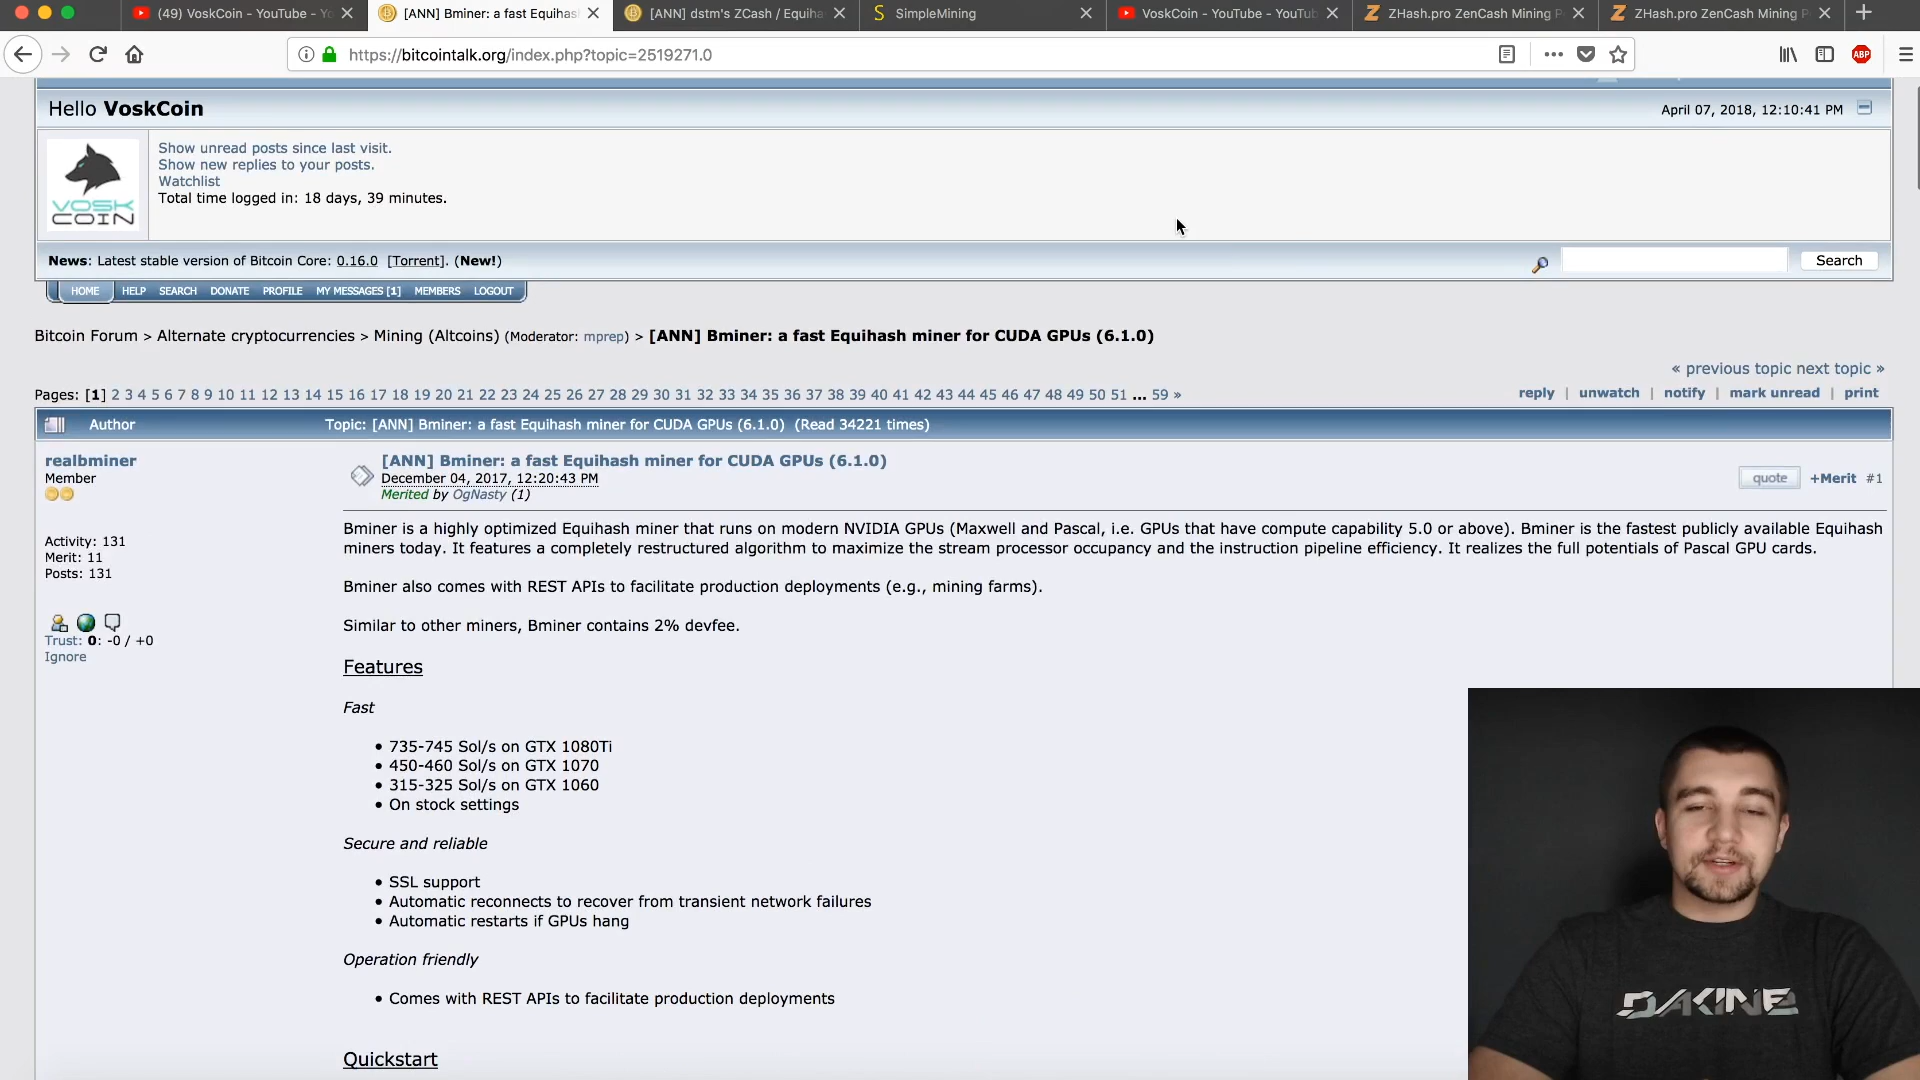 (49) VoskCoin - YouTube - Yo
[ANN] Bminer: a fast Equihas
[ANN] dstm's ZCash / Equiha
SimpleMining
VoskCoin - YouTube - YouTub
ZHash.pro ZenCash Mining P
ZHash.pro ZenCash Mining P
https://bitcointalk.org/index.php?topic=2519271.0
ABP
Hello VoskCoin
April 07, 2018, 12:10:41 PM
VOSK
COIN
Show unread posts since last visit.
Show new replies to your posts.
Watchlist
Total time logged in: 18 days, 39 minutes.
News: Latest stable version of Bitcoin Core: 0.16.0 [Torrent]. (New!)
Search
HOME HELP SEARCH DONATE PROFILE MY MESSAGES [1] MEMBERS LOGOUT
Bitcoin Forum > Alternate cryptocurrencies > Mining (Altcoins) (Moderator: mprep) > [ANN] Bminer: a fast Equihash miner for CUDA GPUs (6.1.0)
« previous topic next topic »
Pages: [1] 2 3 4 5 6 7 8 9 10 11 12 13 14 15 16 17 18 19 20 21 22 23 24 25 26 27 28 29 30 31 32 33 34 35 36 37 38 39 40 41 42 43 44 45 46 47 48 49 50 51 ... 59 »
reply | unwatch | notify | mark unread | print
Author
Topic: [ANN] Bminer: a fast Equihash miner for CUDA GPUs (6.1.0) (Read 34221 times)
realbminer
Member
Activity: 131
Merit: 11
Posts: 131
Trust: 0: -0 / +0
Ignore
[ANN] Bminer: a fast Equihash miner for CUDA GPUs (6.1.0)
December 04, 2017, 12:20:43 PM
Merited by OgNasty (1)
quote +Merit #1
Bminer is a highly optimized Equihash miner that runs on modern NVIDIA GPUs (Maxwell and Pascal, i.e. GPUs that have compute capability 5.0 or above). Bminer is the fastest publicly available Equihash
miners today. It features a completely restructured algorithm to maximize the stream processor occupancy and the instruction pipeline efficiency. It realizes the full potentials of Pascal GPU cards.
Bminer also comes with REST APIs to facilitate production deployments (e.g., mining farms).
Similar to other miners, Bminer contains 2% devfee.
Features
Fast
• 735-745 Sol/s on GTX 1080Ti
• 450-460 Sol/s on GTX 1070
• 315-325 Sol/s on GTX 1060
• On stock settings
Secure and reliable
• SSL support
• Automatic reconnects to recover from transient network failures
• Automatic restarts if GPUs hang
Operation friendly
• Comes with REST APIs to facilitate production deployments
Quickstart
DAKINE